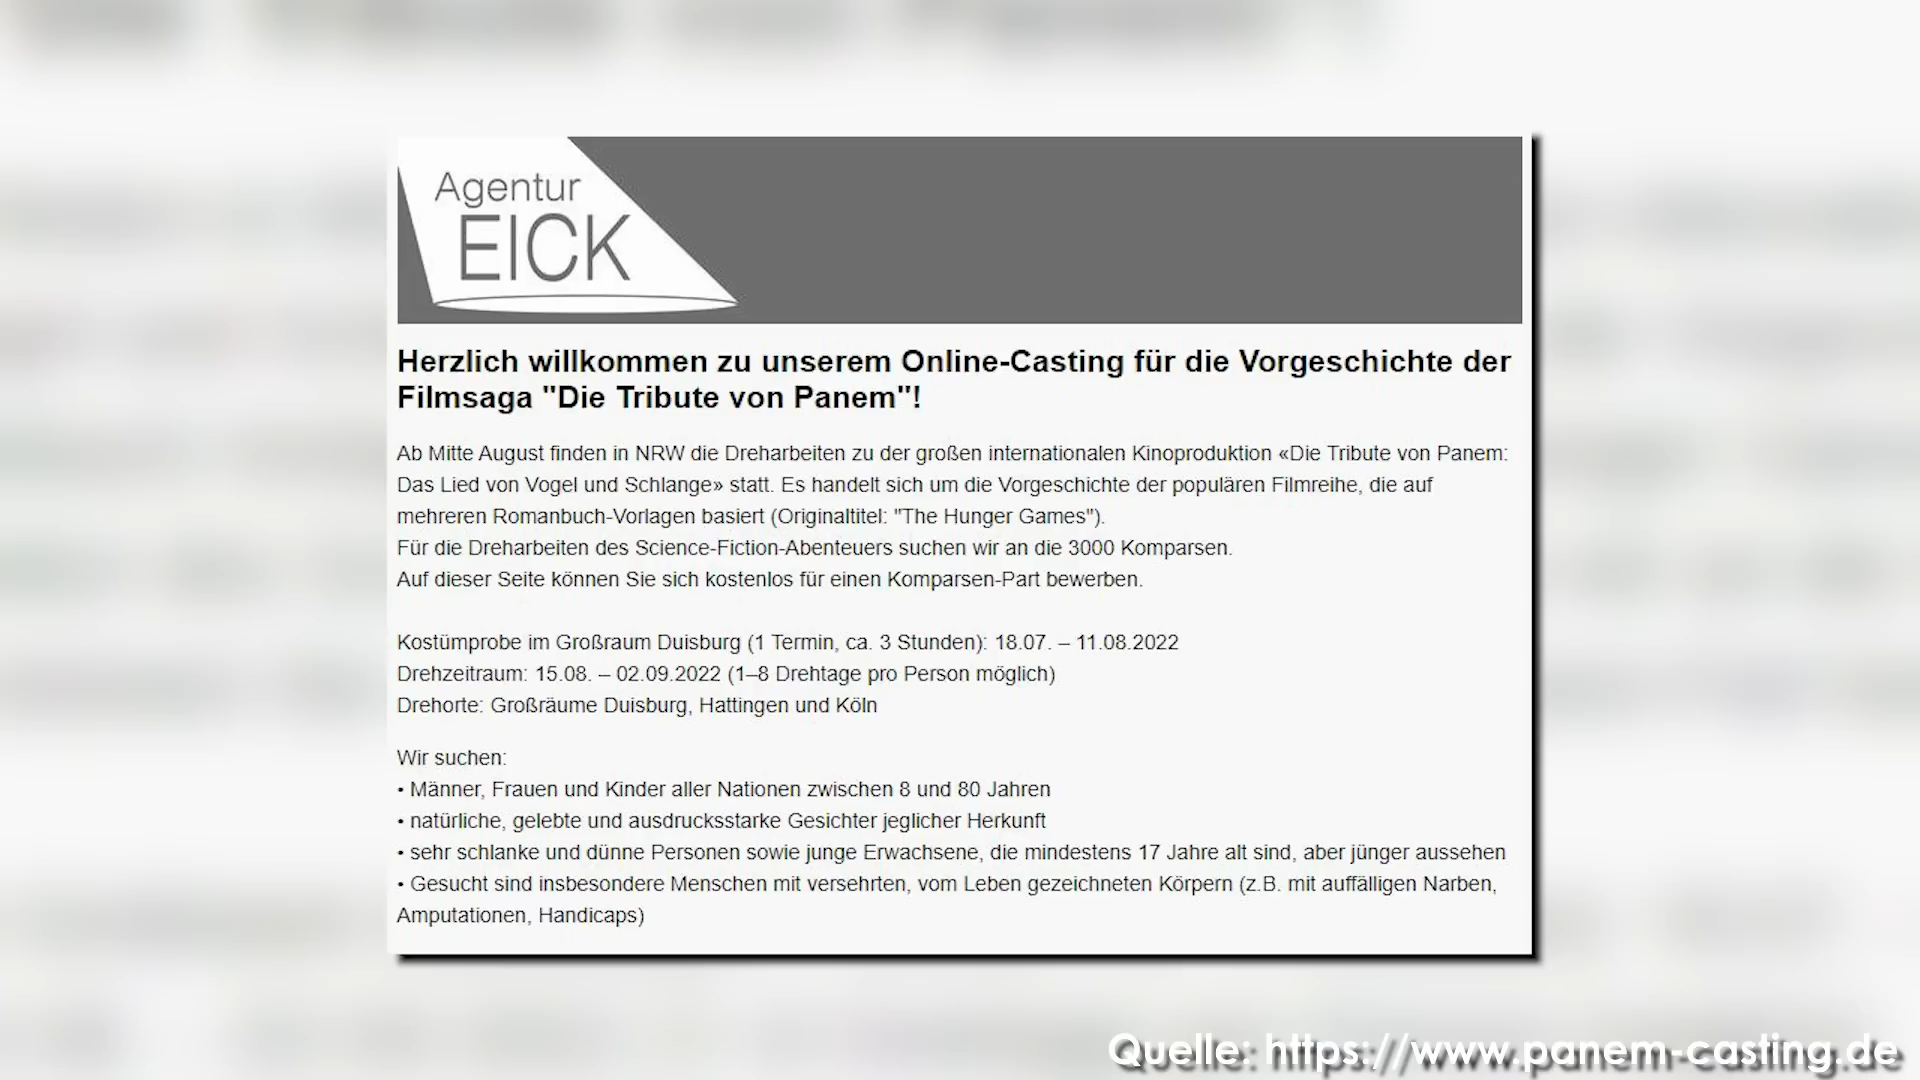 Agentur
EICK
Herzlich willkommen zu unserem Online-Casting für die Vorgeschichte der
Filmsaga "Die Tribute von Panem"!
Ab Mitte August finden in NRW die Dreharbeiten zu der großen internationalen Kinoproduktion «Die Tribute von Panem:
Das Lied von Vogel und Schlange» statt. Es handelt sich um die Vorgeschichte der populären Filmreihe, die auf
mehreren Romanbuch-Vorlagen basiert (Originaltitel: "The Hunger Games").
Für die Dreharbeiten des Science-Fiction-Abenteuers suchen wir an die 3000 Komparsen.
Auf dieser Seite können Sie sich kostenlos für einen Komparsen-Part bewerben.
Kostümprobe im Großraum Duisburg (1 Termin, ca. 3 Stunden): 18.07. – 11.08.2022
Drehzeitraum: 15.08. – 02.09.2022 (1–8 Drehtage pro Person möglich)
Drehorte: Großräume Duisburg, Hattingen und Köln
Wir suchen:
• Männer, Frauen und Kinder aller Nationen zwischen 8 und 80 Jahren
• natürliche, gelebte und ausdrucksstarke Gesichter jeglicher Herkunft
• sehr schlanke und dünne Personen sowie junge Erwachsene, die mindestens 17 Jahre alt sind, aber jünger aussehen
• Gesucht sind insbesondere Menschen mit versehrten, vom Leben gezeichneten Körpern (z.B. mit auffälligen Narben,
Amputationen, Handicaps)
Quelle: https://www.panem-casting.de